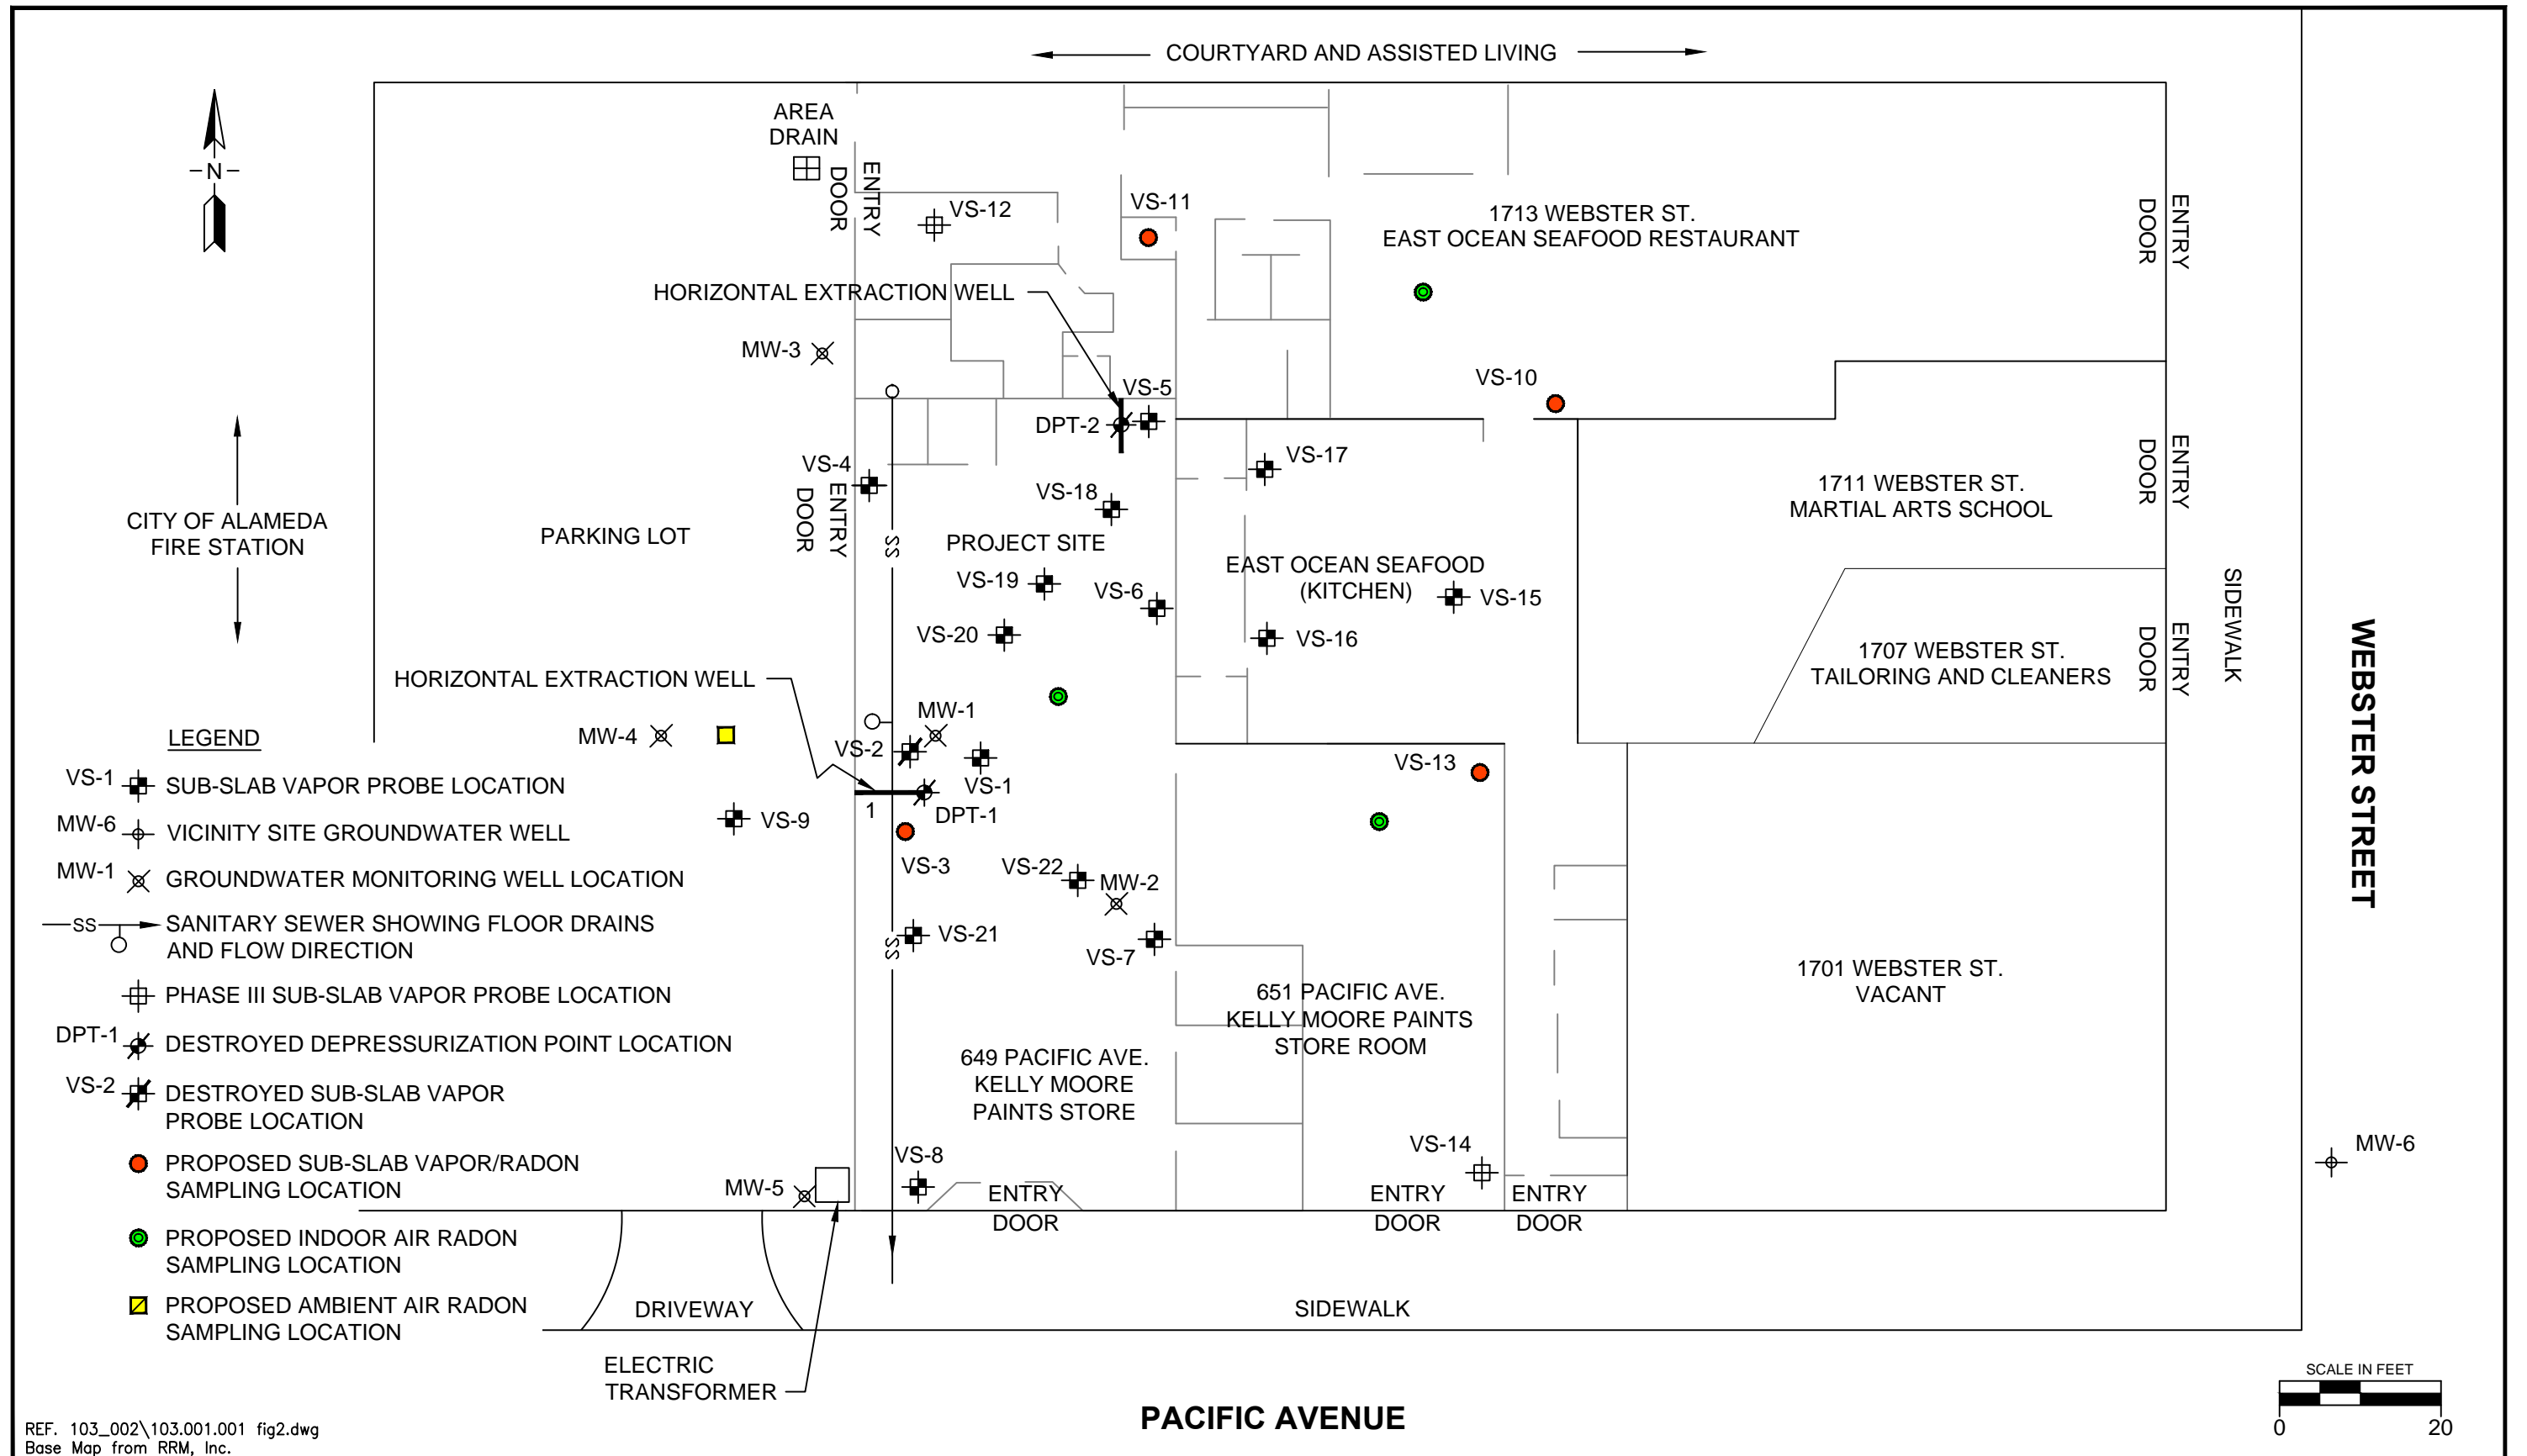 COURTYARD AND ASSISTED LIVING
N
AREA
DRAIN
ENTRY
DOOR
VS-12
VS-11
1713 WEBSTER ST.
EAST OCEAN SEAFOOD RESTAURANT
ENTRY
DOOR
HORIZONTAL EXTRACTION WELL
MW-3
VS-5
VS-10
DPT-2
VS-4
ENTRY
DOOR
VS-17
VS-18
1711 WEBSTER ST.
MARTIAL ARTS SCHOOL
ENTRY
DOOR
CITY OF ALAMEDA
FIRE STATION
PARKING LOT
SS
PROJECT SITE
VS-19
VS-6
EAST OCEAN SEAFOOD
(KITCHEN)
VS-15
VS-20
VS-16
1707 WEBSTER ST.
TAILORING AND CLEANERS
ENTRY
DOOR
SIDEWALK
WEBSTER STREET
HORIZONTAL EXTRACTION WELL
MW-1
MW-4
VS-2
VS-1
VS-13
1
DPT-1
VS-9
VS-3
VS-22
MW-2
SS
VS-21
VS-7
651 PACIFIC AVE.
KELLY MOORE PAINTS
STORE ROOM
1701 WEBSTER ST.
VACANT
649 PACIFIC AVE.
KELLY MOORE
PAINTS STORE
VS-14
MW-6
VS-8
MW-5
ENTRY
DOOR
ENTRY
DOOR
ENTRY
DOOR
DRIVEWAY
SIDEWALK
ELECTRIC
TRANSFORMER
PACIFIC AVENUE
LEGEND
VS-1 SUB-SLAB VAPOR PROBE LOCATION
MW-6 VICINITY SITE GROUNDWATER WELL
MW-1 GROUNDWATER MONITORING WELL LOCATION
SS SANITARY SEWER SHOWING FLOOR DRAINS
AND FLOW DIRECTION
PHASE III SUB-SLAB VAPOR PROBE LOCATION
DPT-1 DESTROYED DEPRESSURIZATION POINT LOCATION
VS-2 DESTROYED SUB-SLAB VAPOR
PROBE LOCATION
PROPOSED SUB-SLAB VAPOR/RADON
SAMPLING LOCATION
PROPOSED INDOOR AIR RADON
SAMPLING LOCATION
PROPOSED AMBIENT AIR RADON
SAMPLING LOCATION
SCALE IN FEET
0 20
REF. 103_002\103.001.001 fig2.dwg
Base Map from RRM, Inc.